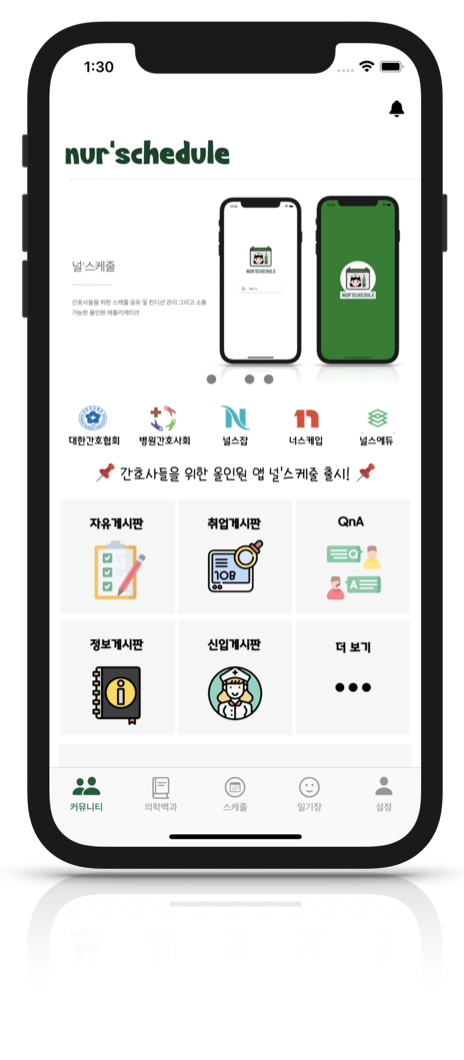 1:30
nur'schedule
널'스케줄
간호사들을 위한 스케줄 공유 및 컨디션 관리 그리고 소통
가능한 올인원 애플리케이션
NUR'SCHEDULE
NUR'SCHEDULE
대한간호협회 병원간호사회 널스잡 너스케입 널스에듀
간호사들을 위한 올인원 앱 널'스케줄 출시!
자유게시판 취업게시판 QnA
JOB
Q
A
정보게시판 신입게시판 더 보기
커뮤니티 의학백과 스케줄 일기장 설정